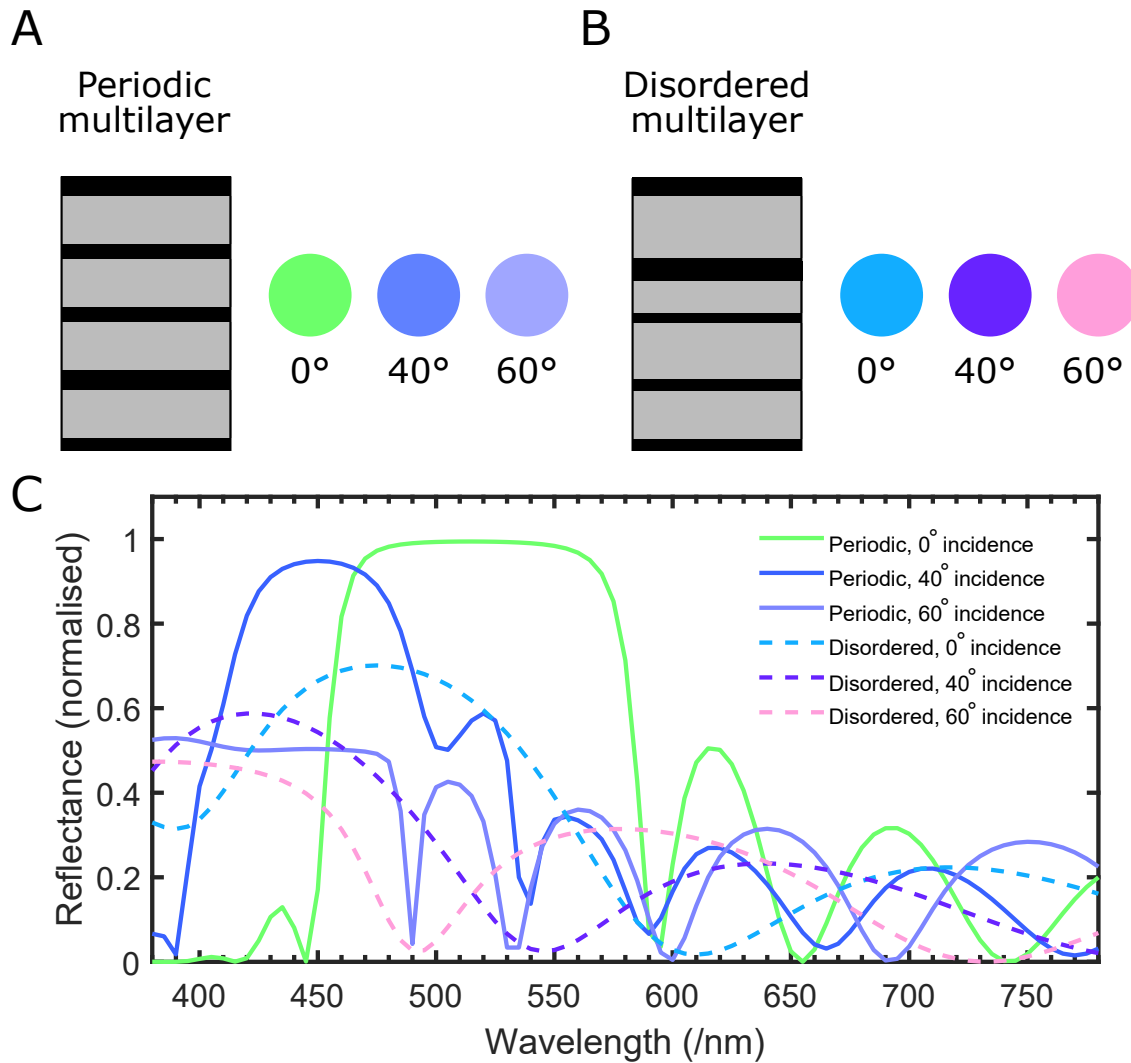 A
B
Periodic
multilayer
Disordered
multilayer
0° 40° 60°
0° 40° 60°
C
Reflectance (normalised)
1
0.8
0.6
0.4
0.2
0
Periodic, 0° incidence
Periodic, 40° incidence
Periodic, 60° incidence
Disordered, 0° incidence
Disordered, 40° incidence
Disordered, 60° incidence
400 450 500 550 600 650 700 750
Wavelength (/nm)